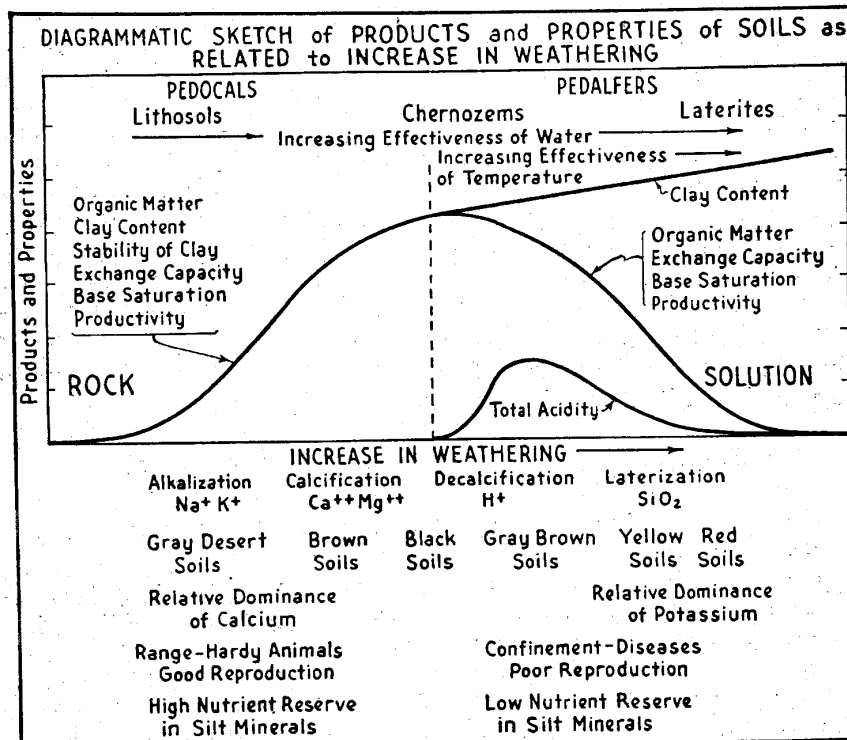 DIAGRAMMATIC SKETCH of PRODUCTS and PROPERTIES of SOILS as
RELATED to INCREASE IN WEATHERING
PEDOCALS
PEDALFERS
Lithosols
Chernozems
Laterites
Increasing Effectiveness of Water
Increasing Effectiveness
of Temperature
Clay Content
Products and Properties
Organic Matter
Clay Content
Stability of Clay
Exchange Capacity
Base Saturation
Productivity
Organic Matter
Exchange Capacity
Base Saturation
Productivity
ROCK
SOLUTION
Total Acidity
INCREASE IN WEATHERING
Alkalization
Na⁺ K⁺
Calcification
Ca⁺⁺ Mg⁺⁺
Decalcification
H⁺
Laterization
SiO₂
Gray Desert
Soils
Brown
Soils
Black
Soils
Gray Brown
Soils
Yellow
Soils
Red
Soils
Relative Dominance
of Calcium
Relative Dominance
of Potassium
Range-Hardy Animals
Good Reproduction
Confinement-Diseases
Poor Reproduction
High Nutrient Reserve
in Silt Minerals
Low Nutrient Reserve
in Silt Minerals